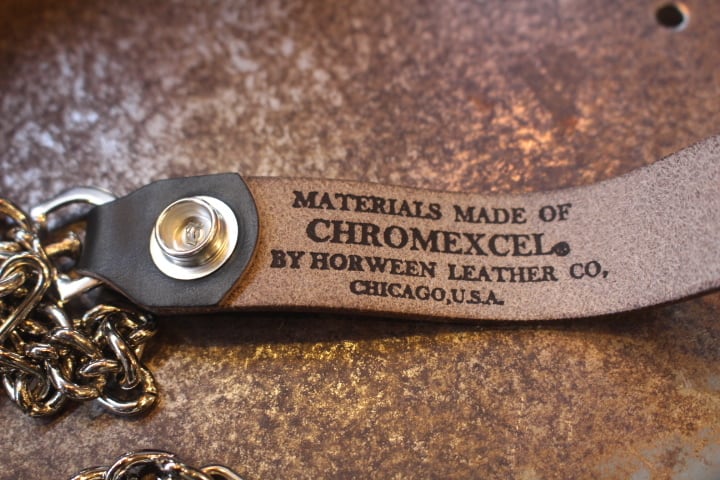 MATERIALS MADE OF
CHROMEXCEL®
BY HORWEEN LEATHER CO,
CHICAGO,U.S.A.